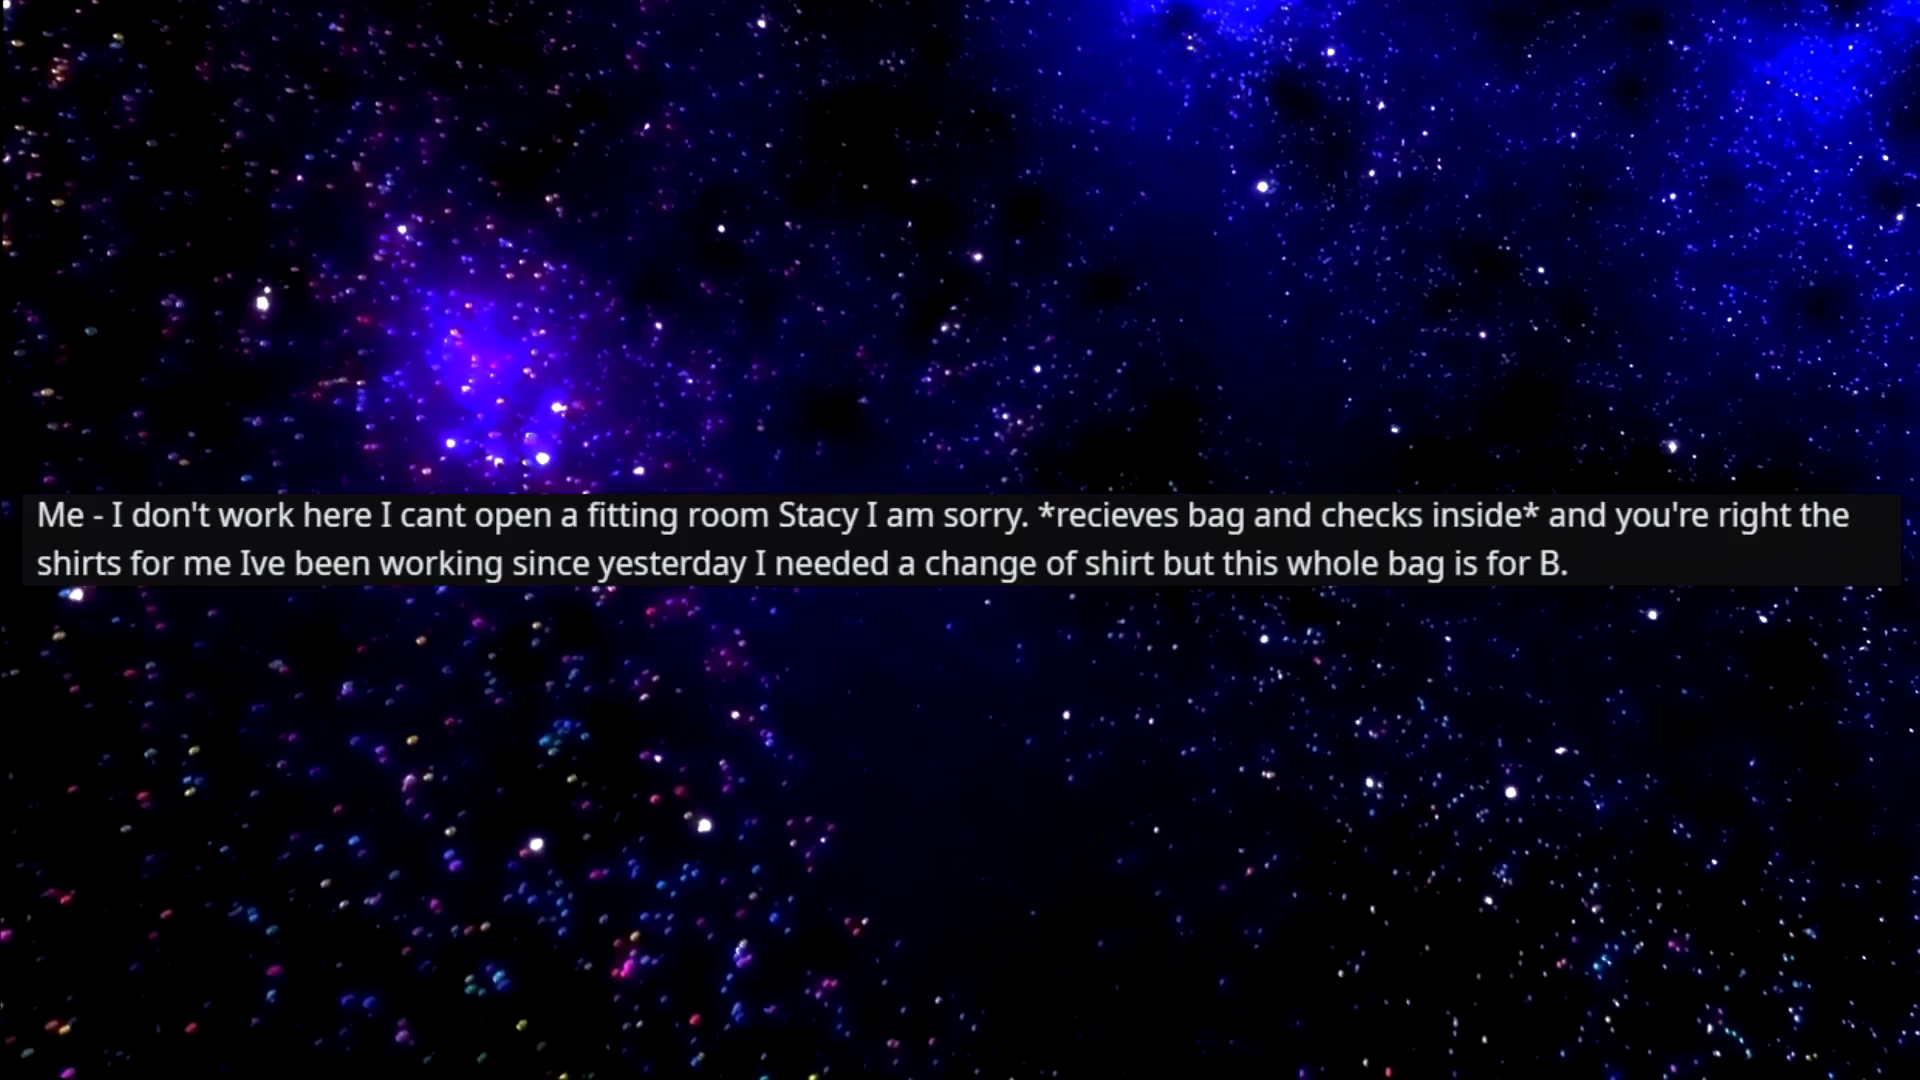 Me - I don't work here I cant open a fitting room Stacy I am sorry. *recieves bag and checks inside* and you're right the
shirts for me Ive been working since yesterday I needed a change of shirt but this whole bag is for B.